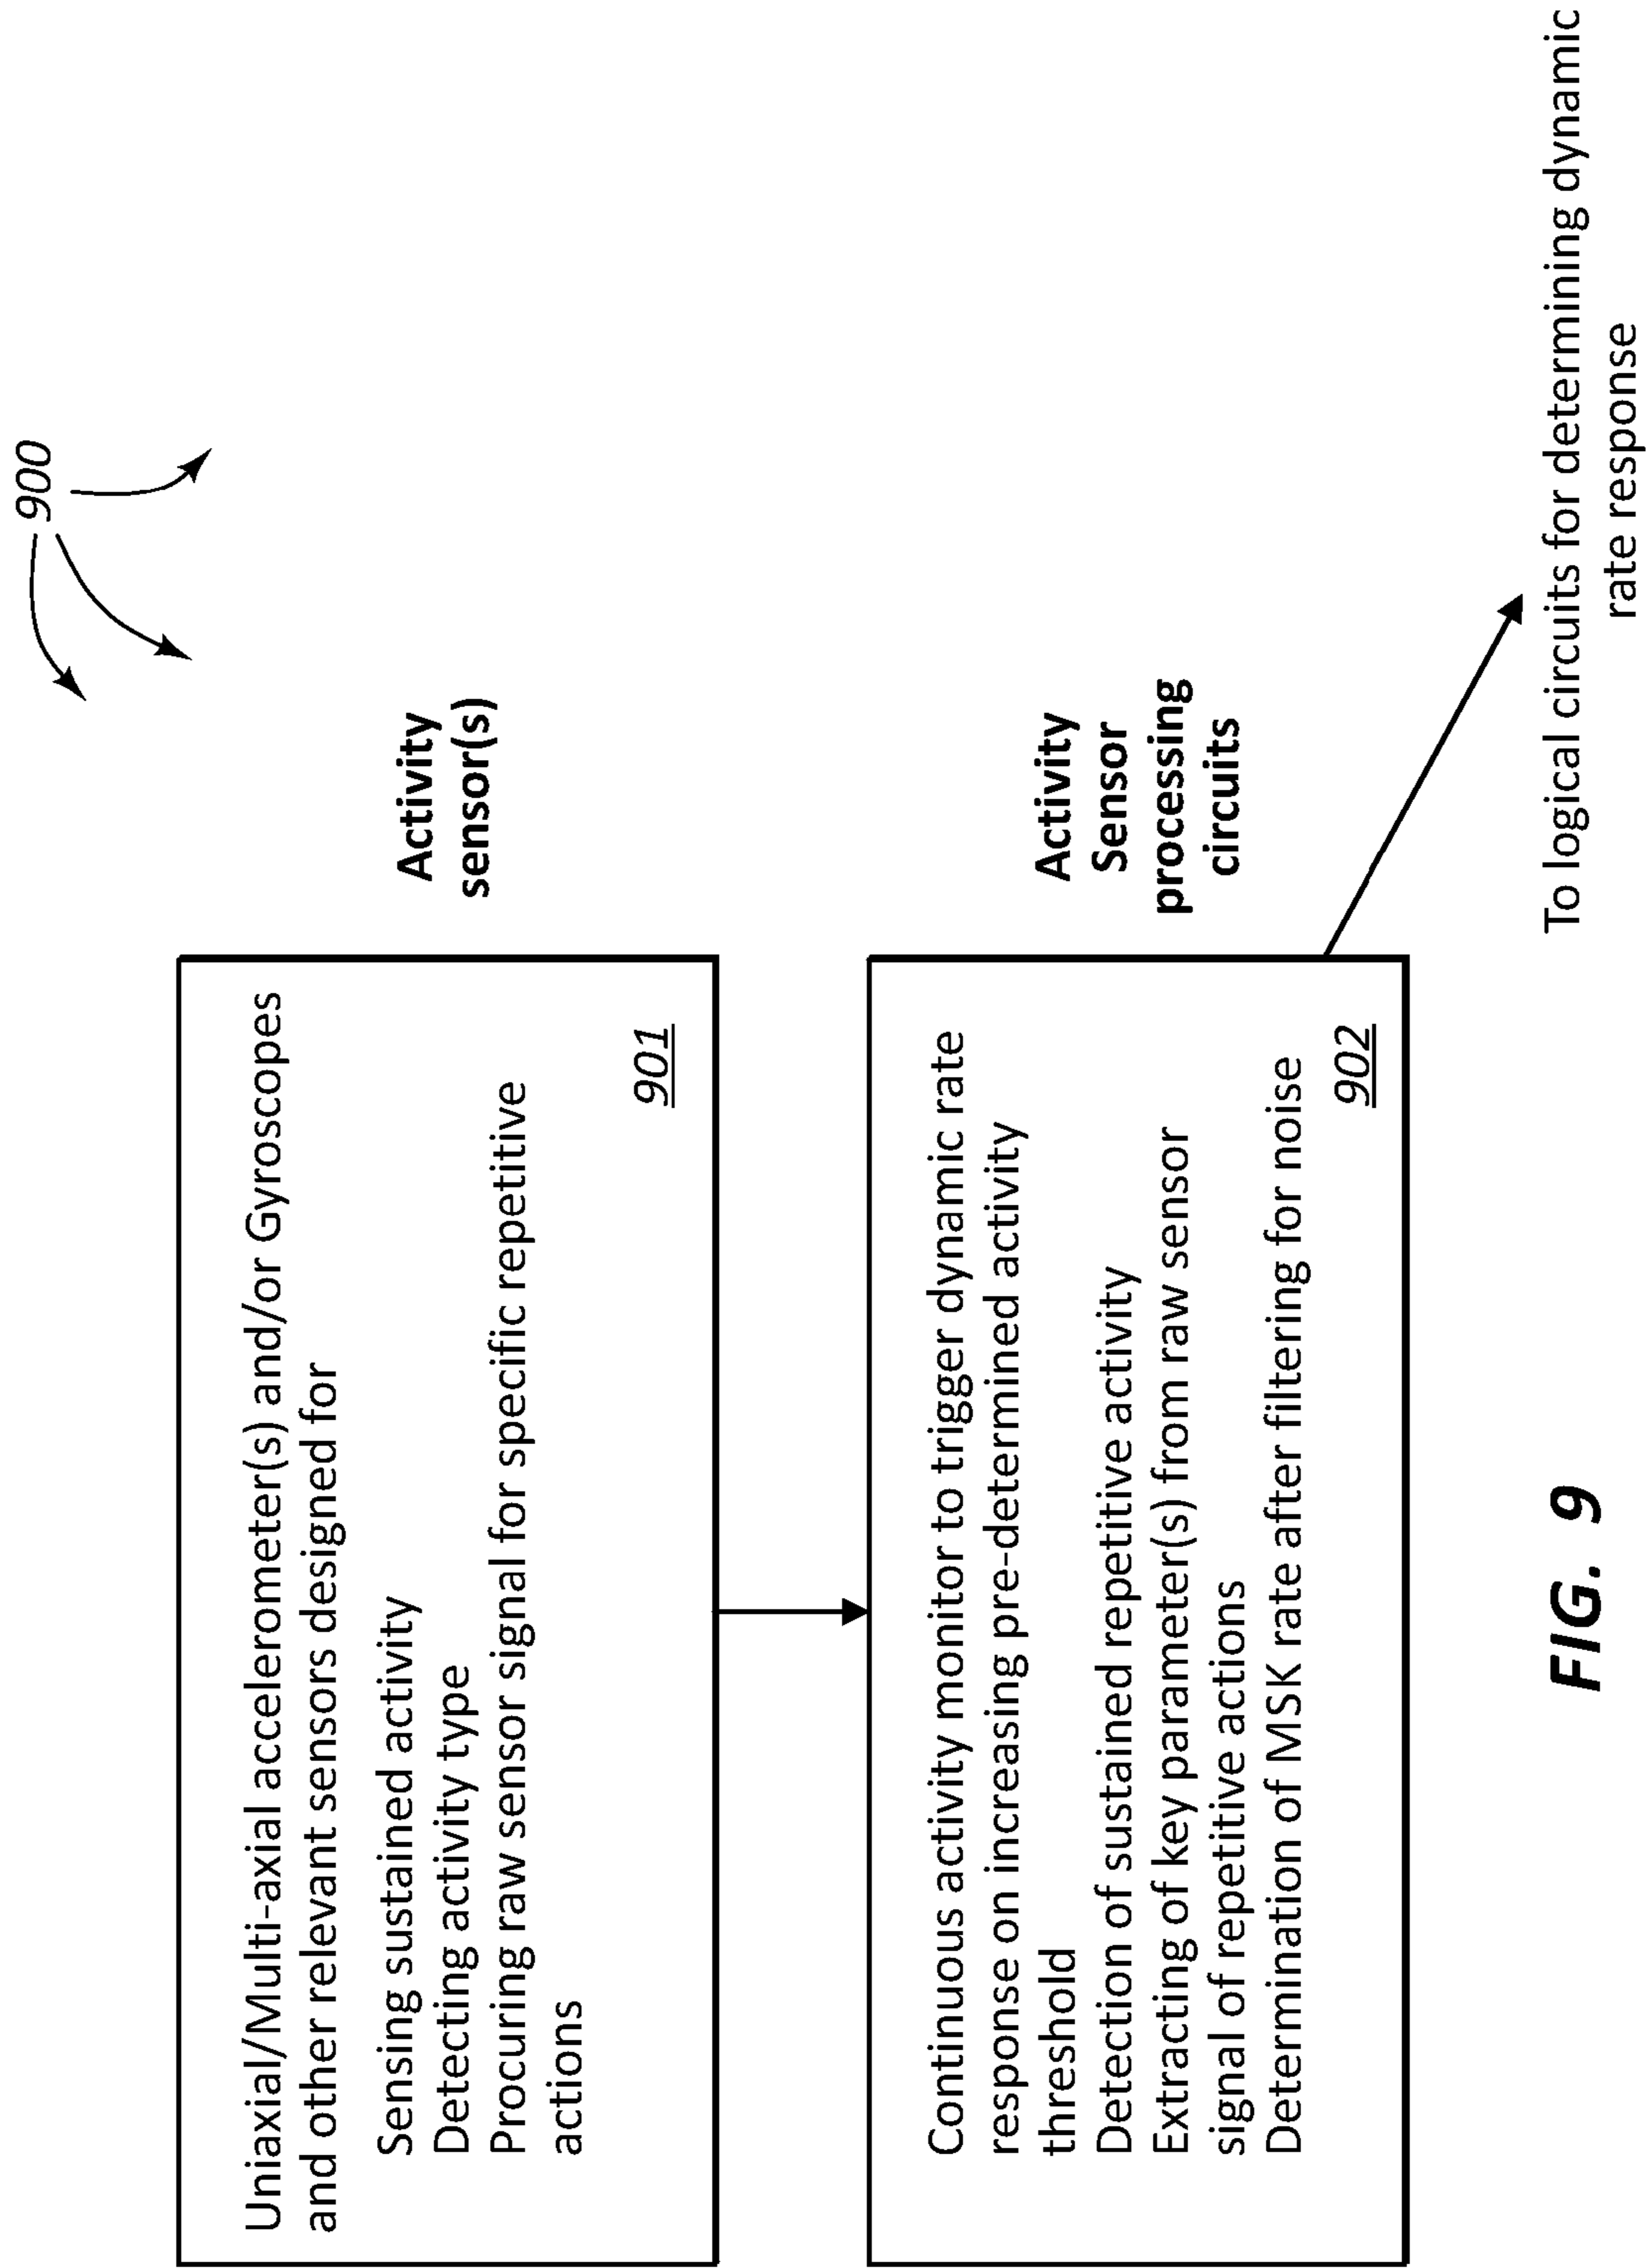 900
Uniaxial/Multi-axial accelerometer(s) and/or Gyroscopes
and other relevant sensors designed for
Sensing sustained activity
Detecting activity type
Procuring raw sensor signal for specific repetitive
actions
901
Activity
sensor(s)
Continuous activity monitor to trigger dynamic rate
response on increasing pre-determined activity
threshold
Detection of sustained repetitive activity
Extracting of key parameter(s) from raw sensor
signal of repetitive actions
Determination of MSK rate after filtering for noise
902
Activity
Sensor
processing
circuits
To logical circuits for determining dynamic
rate response
FIG. 9